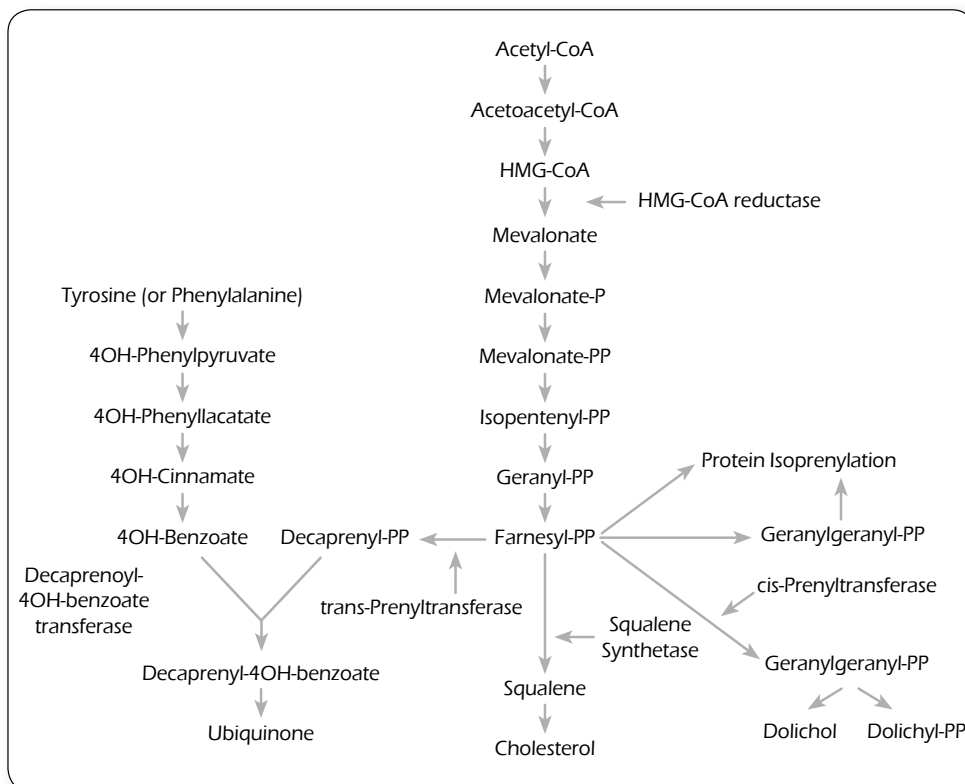 Acetyl-CoA
Acetoacetyl-CoA
HMG-CoA
HMG-CoA reductase
Mevalonate
Tyrosine (or Phenylalanine)
Mevalonate-P
4OH-Phenylpyruvate
Mevalonate-PP
4OH-Phenyllacatate
Isopentenyl-PP
4OH-Cinnamate
Geranyl-PP
Protein Isoprenylation
4OH-Benzoate
Decaprenyl-PP
Farnesyl-PP
Geranylgeranyl-PP
Decaprenoyl-
4OH-benzoate
transferase
trans-Prenyltransferase
cis-Prenyltransferase
Squalene
Synthetase
Decaprenyl-4OH-benzoate
Squalene
Geranylgeranyl-PP
Ubiquinone
Cholesterol
Dolichol
Dolichyl-PP